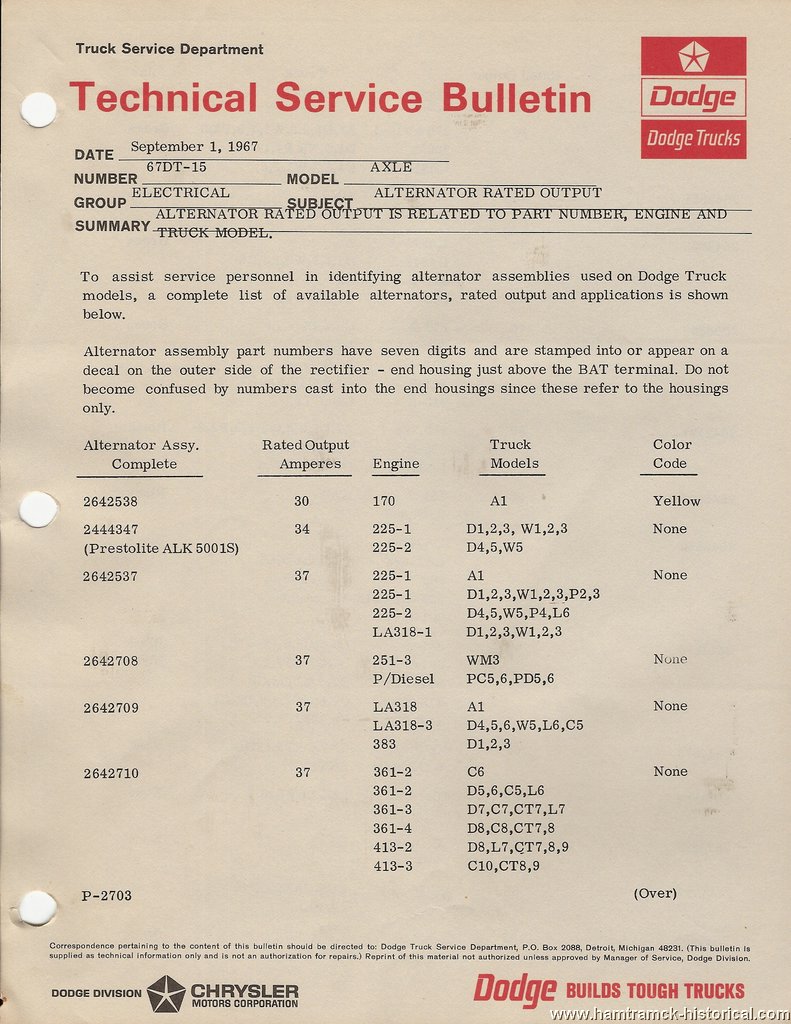 Truck Service Department
Technical Service Bulletin
Dodge
Dodge Trucks
DATE September 1, 1967
NUMBER 67DT-15 MODEL AXLE
GROUP ELECTRICAL SUBJECT ALTERNATOR RATED OUTPUT
SUMMARY ALTERNATOR RATED OUTPUT IS RELATED TO PART NUMBER, ENGINE AND
TRUCK MODEL.
To assist service personnel in identifying alternator assemblies used on Dodge Truck
models, a complete list of available alternators, rated output and applications is shown
below.
Alternator assembly part numbers have seven digits and are stamped into or appear on a
decal on the outer side of the rectifier - end housing just above the BAT terminal. Do not
become confused by numbers cast into the end housings since these refer to the housings
only.
Alternator Assy. Rated Output Truck Color
Complete Amperes Engine Models Code
2642538 30 170 A1 Yellow
2444347 34 225-1 D1,2,3, W1,2,3 None
(Prestolite ALK 5001S) 225-2 D4,5,W5
2642537 37 225-1 A1 None
225-1 D1,2,3,W1,2,3,P2,3
225-2 D4,5,W5,P4,L6
LA318-1 D1,2,3,W1,2,3
2642708 37 251-3 WM3 None
P/Diesel PC5,6,PD5,6
2642709 37 LA318 A1 None
LA318-3 D4,5,6,W5,L6,C5
383 D1,2,3
2642710 37 361-2 C6 None
361-2 D5,6,C5,L6
361-3 D7,C7,CT7,L7
361-4 D8,C8,CT7,8
413-2 D8,L7,CT7,8,9
413-3 C10,CT8,9
P-2703 (Over)
Correspondence pertaining to the content of this bulletin should be directed to: Dodge Truck Service Department, P.O. Box 2088, Detroit, Michigan 48231. (This bulletin is
supplied as technical information only and is not an authorization for repairs.) Reprint of this material not authorized unless approved by Manager of Service, Dodge Division.
DODGE DIVISION CHRYSLER
MOTORS CORPORATION
Dodge BUILDS TOUGH TRUCKS
www.hamtramck-historical.com